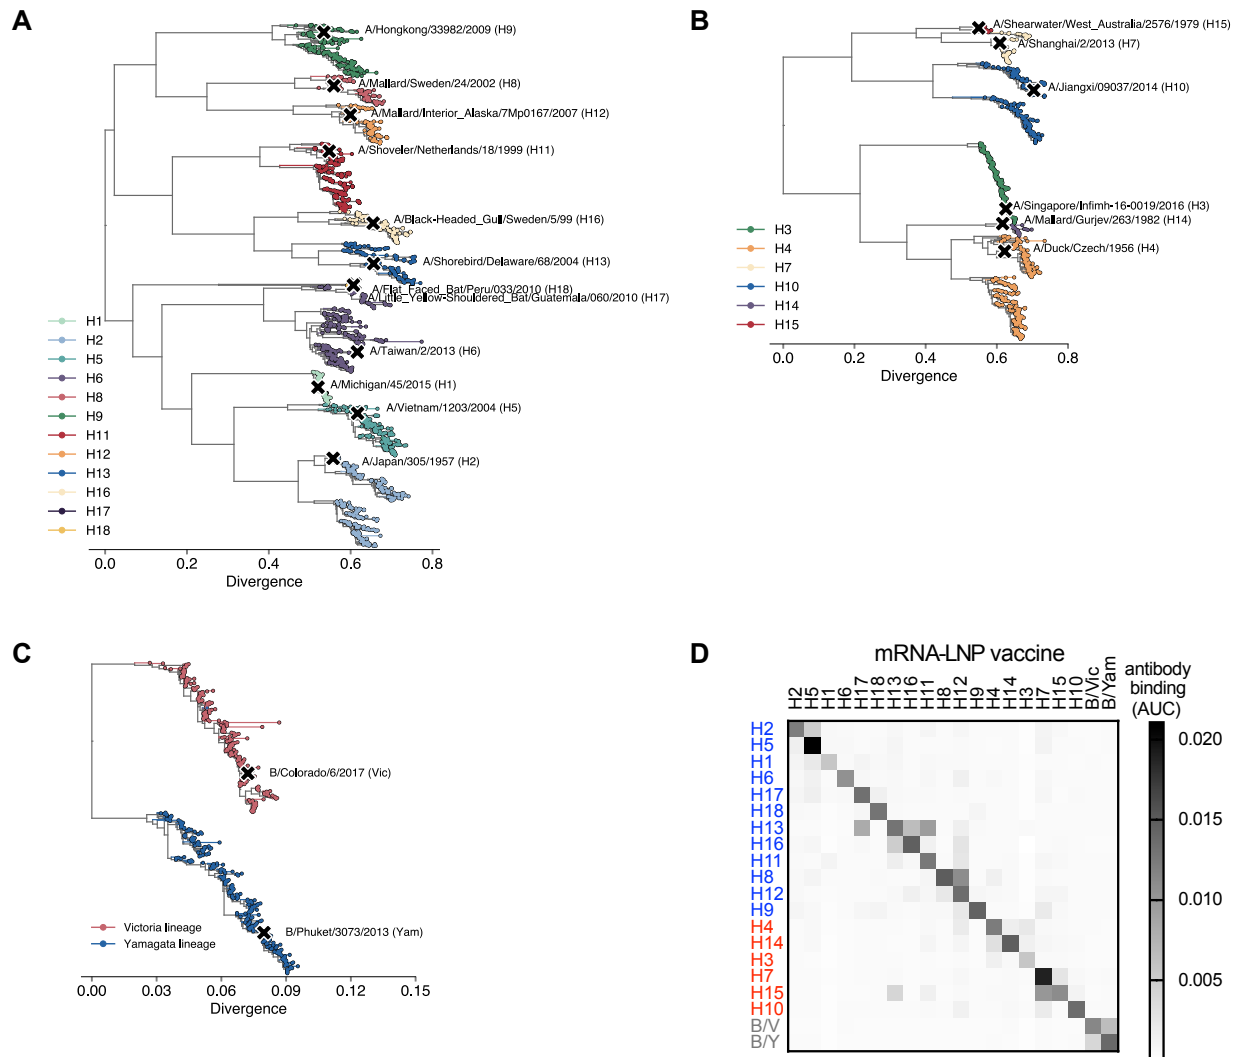 A
A/Hongkong/33982/2009 (H9)
A/Mallard/Sweden/24/2002 (H8)
A/Mallard/Interior_Alaska/7Mp0167/2007 (H12)
A/Shoveler/Netherlands/18/1999 (H11)
A/Black-Headed_Gull/Sweden/5/99 (H16)
A/Shorebird/Delaware/68/2004 (H13)
A/Flat_Faced_Bat/Peru/033/2010 (H18)
A/Little_Yellow-Shouldered_Bat/Guatemala/060/2010 (H17)
A/Taiwan/2/2013 (H6)
A/Michigan/45/2015 (H1)
A/Vietnam/1203/2004 (H5)
A/Japan/305/1957 (H2)
H1
H2
H5
H6
H8
H9
H11
H12
H13
H16
H17
H18
0.0 0.2 0.4 0.6 0.8
Divergence
B
A/Shearwater/West_Australia/2576/1979 (H15)
A/Shanghai/2/2013 (H7)
A/Jiangxi/09037/2014 (H10)
A/Singapore/Infimh-16-0019/2016 (H3)
A/Mallard/Gurjev/263/1982 (H14)
A/Duck/Czech/1956 (H4)
H3
H4
H7
H10
H14
H15
0.0 0.2 0.4 0.6 0.8
Divergence
C
B/Colorado/6/2017 (Vic)
B/Phuket/3073/2013 (Yam)
Victoria lineage
Yamagata lineage
0.00 0.03 0.06 0.09 0.12 0.15
Divergence
D
mRNA-LNP vaccine
H2 H5 H1 H6 H17 H18 H13 H16 H11 H8 H12 H9 H4 H14 H3 H7 H15 H10 B/Vic B/Yam
antibody
binding
(AUC)
H2
H5
H1
H6
H17
H18
H13
H16
H11
H8
H12
H9
H4
H14
H3
H7
H15
H10
B/V
B/Y
0.020
0.015
0.010
0.005